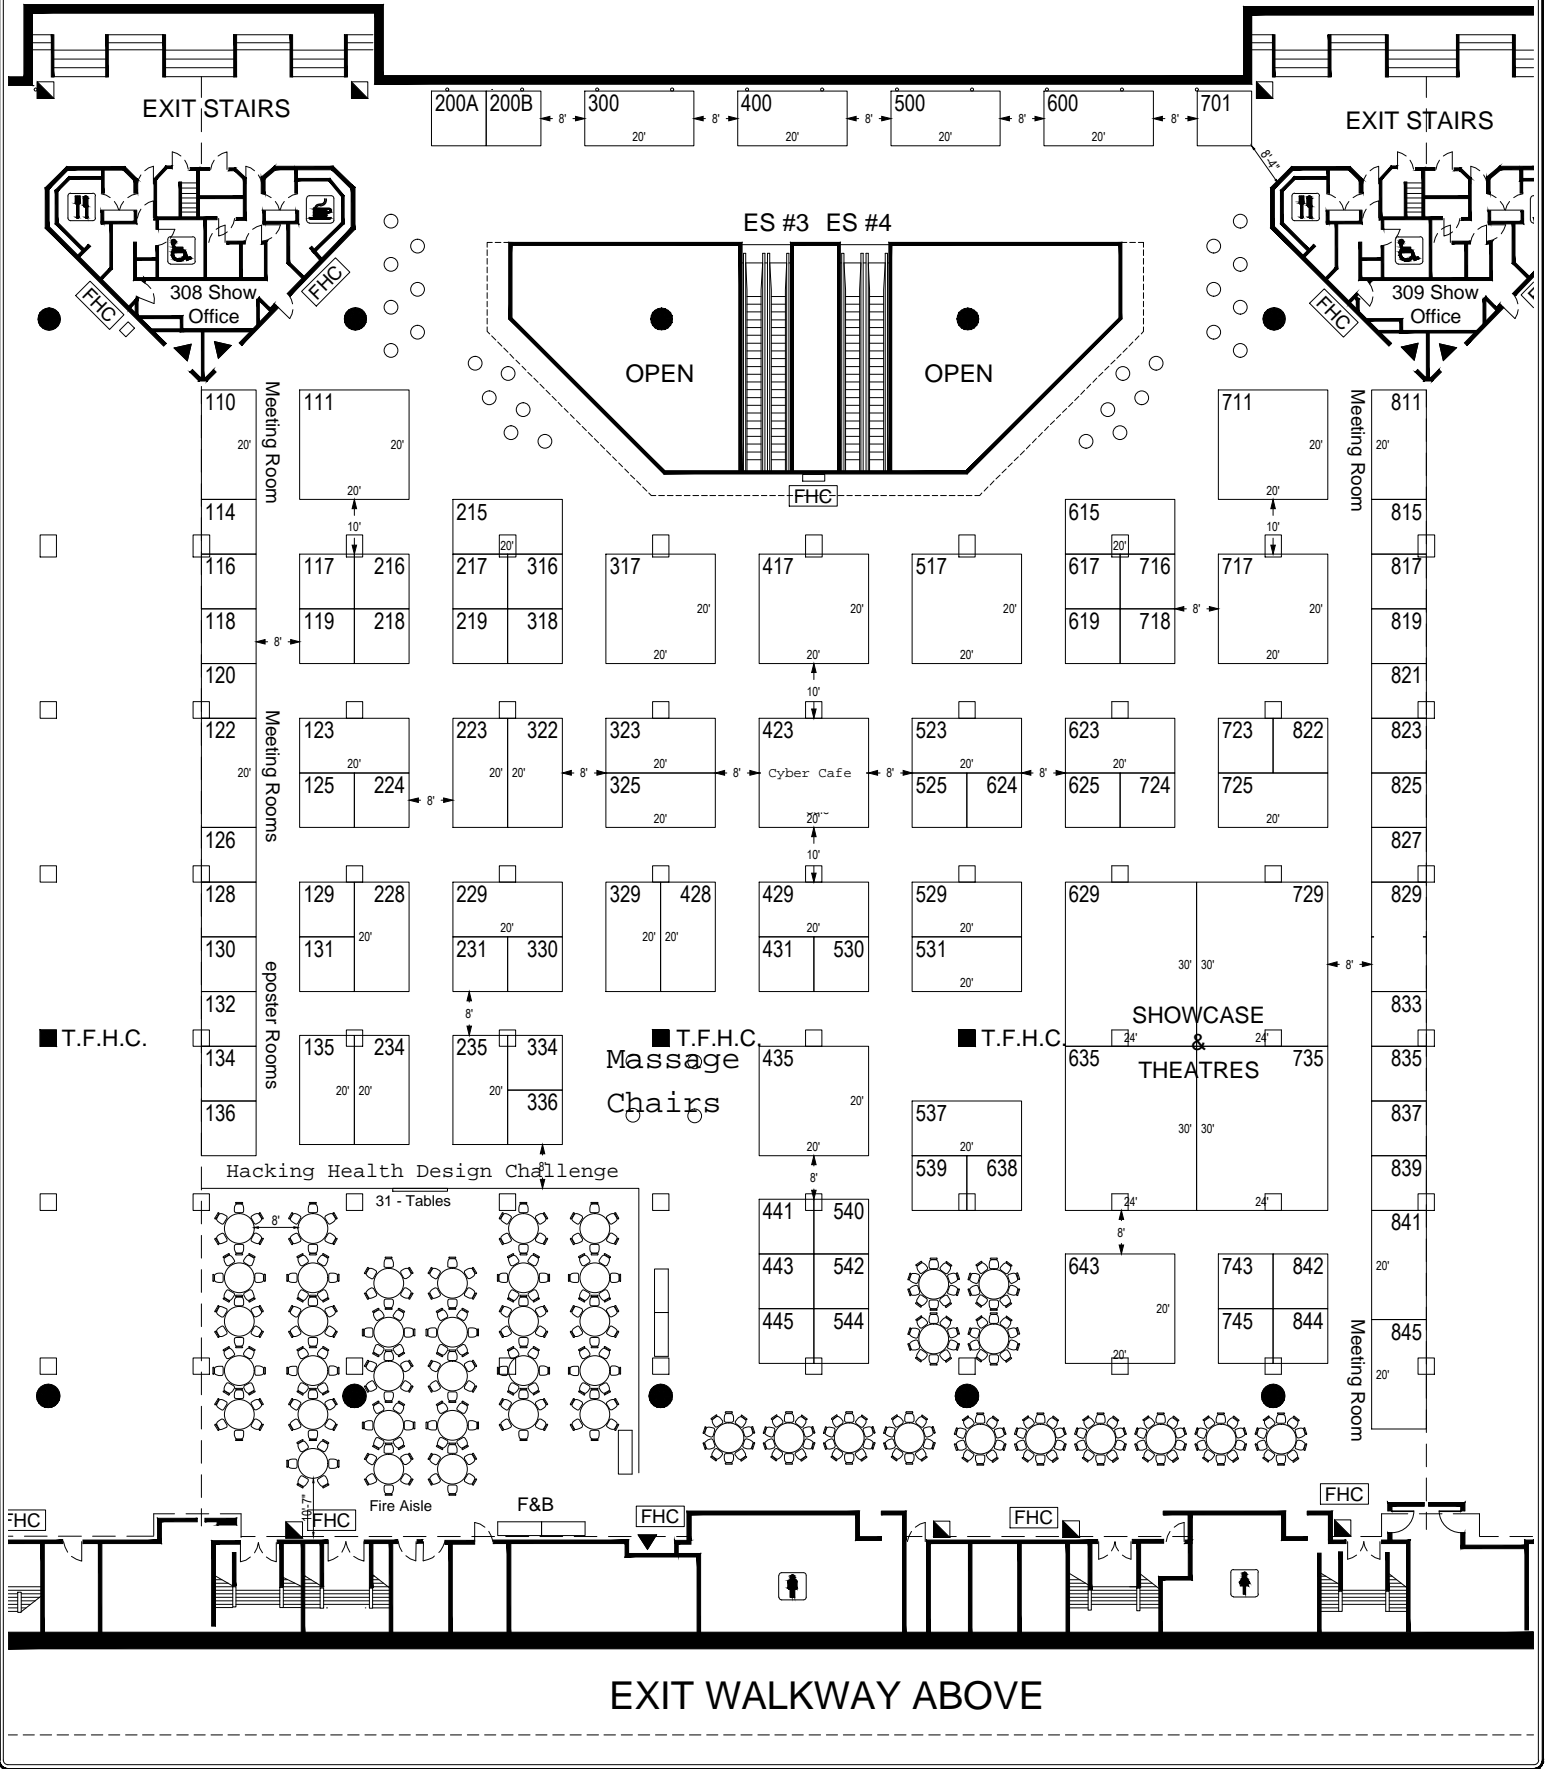 EXIT STAIRS
EXIT STAIRS
200A 200B 300 400 500 600 701
8' 8' 8' 8' 8'
20' 20' 20' 20'
8'-4"
ES #3 ES #4
FHC FHC FHC
308 Show
Office
309 Show
Office
OPEN OPEN
FHC
110 111 711 811
20' 20' 20' 20'
20' 20'
Meeting Room
Meeting Room
114 215 615 815
10' 20' 20' 10'
116 117 216 217 316 317 417 517 617 716 717 817
20' 20' 20' 20'
118 119 218 219 318 619 718 819
8' 8'
20' 20' 20' 20'
120 821
10'
122 123 223 322 323 423 523 623 723 822 823
20' 20' 20' 20' 20' 20' 20'
8' 8' 8' 8'
Cyber Cafe
Meeting Rooms
125 224 325 525 624 625 724 725 825
8'
20' 20' 20'
126 827
10'
128 129 228 229 329 428 429 529 629 729 829
20' 20' 20' 20' 20' 20'
130 131 231 330 431 530 531
20'
30' 30' 8'
eposter Rooms
132 833
8'
SHOWCASE
&
THEATRES
T.F.H.C. T.F.H.C. T.F.H.C.
24' 24'
134 135 234 235 334 435 635 735 835
Massage
Chairs
20' 20' 20' 20'
136 336 537 837
30' 30'
20' 20'
Hacking Health Design Challenge
8' 8'
539 638 839
31 - Tables
24' 24'
8'
441 540 841
8'
443 542 643 743 842
20' 20'
445 544 745 844 845
20' 20'
Meeting Room
10'-7"
Fire Aisle
F&B
FHC FHC FHC FHC FHC
EXIT WALKWAY ABOVE